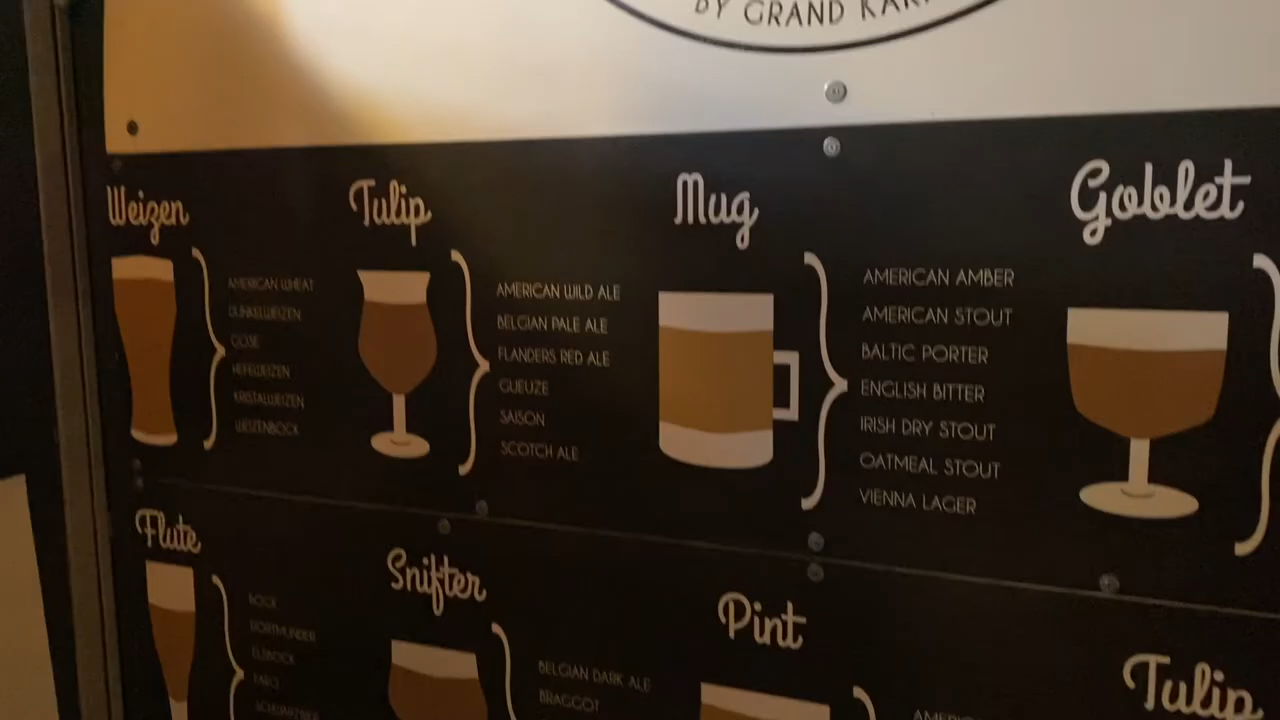 BY GRAND
Weizen
AMERICAN WHEAT
DUNKELWEIZEN
GOSE
HEFEWEIZEN
KRISTALWEIZEN
WEIZENBOCK
Tulip
AMERICAN WILD ALE
BELGIAN PALE ALE
FLANDERS RED ALE
GUEUZE
SAISON
SCOTCH ALE
Mug
AMERICAN AMBER
AMERICAN STOUT
BALTIC PORTER
ENGLISH BITTER
IRISH DRY STOUT
OATMEAL STOUT
VIENNA LAGER
Goblet
Flute
BOCK
DORTMUNDER
EISBOCK
FARO
Snifter
BELGIAN DARK ALE
BRAGGOT
Pint
Tulip